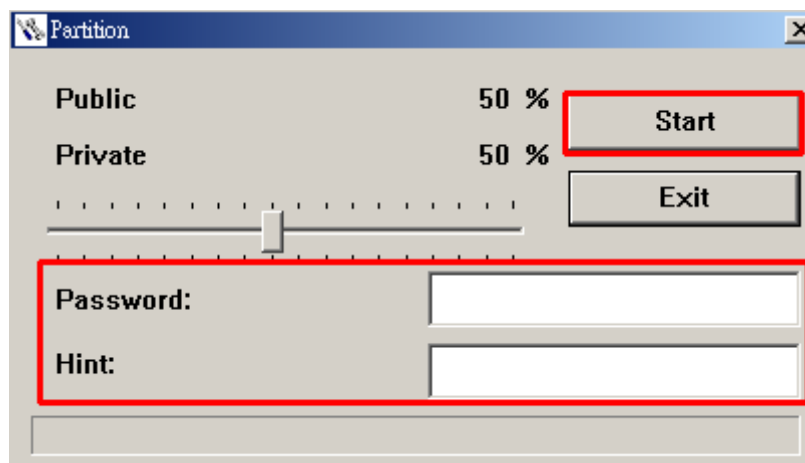 Partition
Public 50 %
Private 50 %
Start
Exit
Password:
Hint: